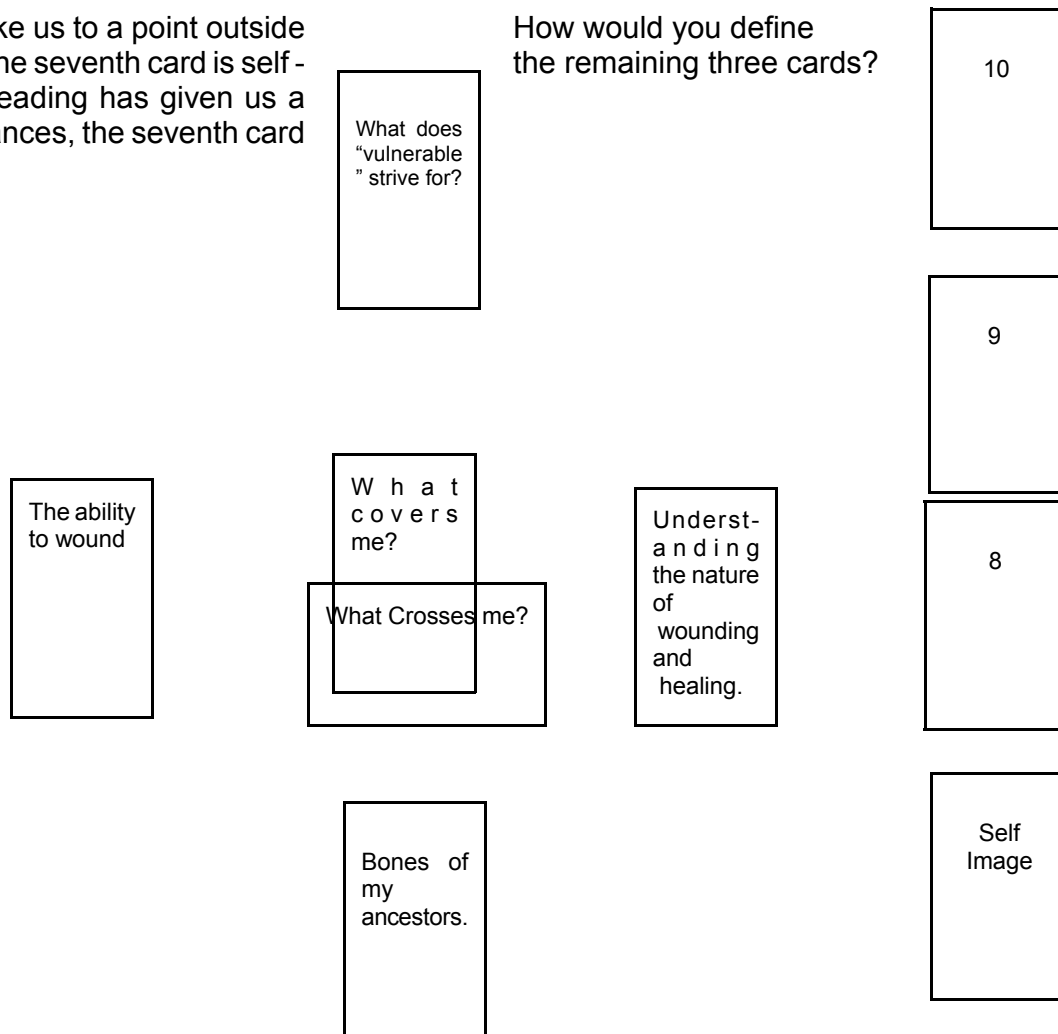 ke us to a point outside
he seventh card is self -
eading has given us a
nces, the seventh card
How would you define
the remaining three cards?
10
What does
“vulnerable
” strive for?
9
The ability
to wound
W h a t
c o v e r s
me?
What Crosses me?
Underst-
a n d i n g
the nature
of
wounding
and
healing.
8
Bones of
my
ancestors.
Self
Image